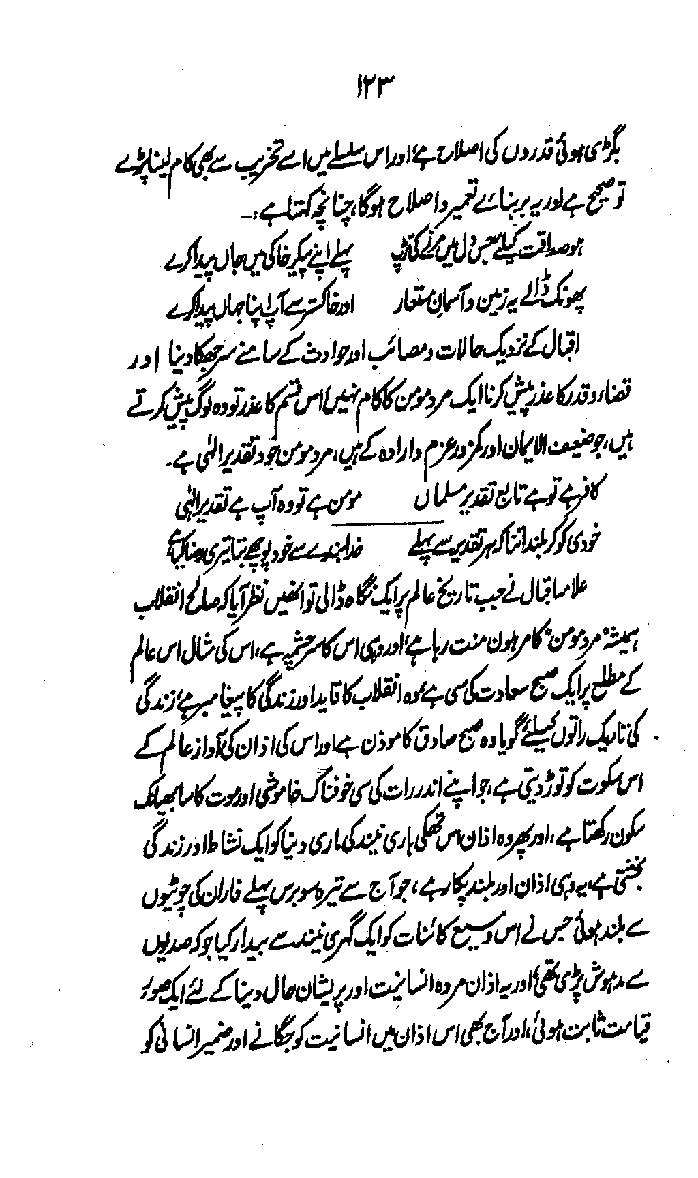 ۱۲۳
بگڑی ہوئی قدروں کی اصلاح ہے، اور اس سلسلے میں اسے تخریب سے بھی کام لینا پڑے
تو صحیح ہے اور یہ بر بنائے تعمیر و اصلاح ہوگا، چنانچہ کہتا ہے:۔
ہو صداقت کیلئے جس دل میں مرنے کی تڑپ پہلے اپنے پیکر خاکی میں جاں پیدا کرے
پھونک ڈالے یہ زمین و آسمان مستعار اور خاکستر سے آپ اپنا جہاں پیدا کرے
اقبال کے نزدیک حالات و مصائب اور حوادث کے سامنے سر جھکا دینا اور
قضاء و قدر کا عذر پیش کرنا ایک مرد مومن کا کام نہیں، اس قسم کا عذر تو وہ لوگ پیش کرتے
ہیں، جو ضعیف الایمان اور کمزور عزم و ارادہ کے ہیں، مرد مومن خود تقدیر الٰہی ہے۔
کافر ہے تو ہے تابع تقدیر مسلماں مومن ہے تو وہ آپ ہے تقدیر الٰہی
خودی کو کر بلند اتنا کہ ہر تقدیر سے پہلے خدا بندے سے خود پوچھے بتا تیری رضا کیا ہے
علامہ اقبال نے جب تاریخ عالم پر ایک نگاہ ڈالی تو انھیں نظر آیا کہ صالح انقلاب
ہمیشہ "مرد مومن" کا مرہون منت رہا ہے، اور وہی اس کا سرچشمہ ہے، اس کی مثال اس عالم
کے مطلع پر ایک صبح سعادت کی سی ہے، وہ انقلاب کا قاید اور زندگی کا پیغامبر ہے، زندگی
کی تاریک راتوں کیلئے گویا وہ صبح صادق کا موذن ہے اور اس کی اذان کی آواز عالم کے
اس سکوت کو توڑ دیتی ہے، جو اپنے اندر رات کی سی خوفناک خاموشی اور موت کا سا بھیانک
سکون رکھتا ہے، اور پھر وہ اذان اس تھکی ہاری نیند کی ماری دنیا کو ایک نشاط اور زندگی
بخشتی ہے، یہ وہی اذان اور بلند پکار ہے، جو آج سے تیرہ سو برس پہلے فاران کی چوٹیوں
سے بلند ہوئی جس نے اس وسیع کائنات کو ایک گہری نیند سے بیدار کیا جو کہ صدیوں
سے مدہوش پڑی تھی، اور یہ اذان مردہ انسانیت اور پریشان حال دنیا کے لئے ایک صور
قیامت ثابت ہوئی، اور آج بھی اس اذان میں انسانیت کو جگانے اور ضمیر انسانی کو